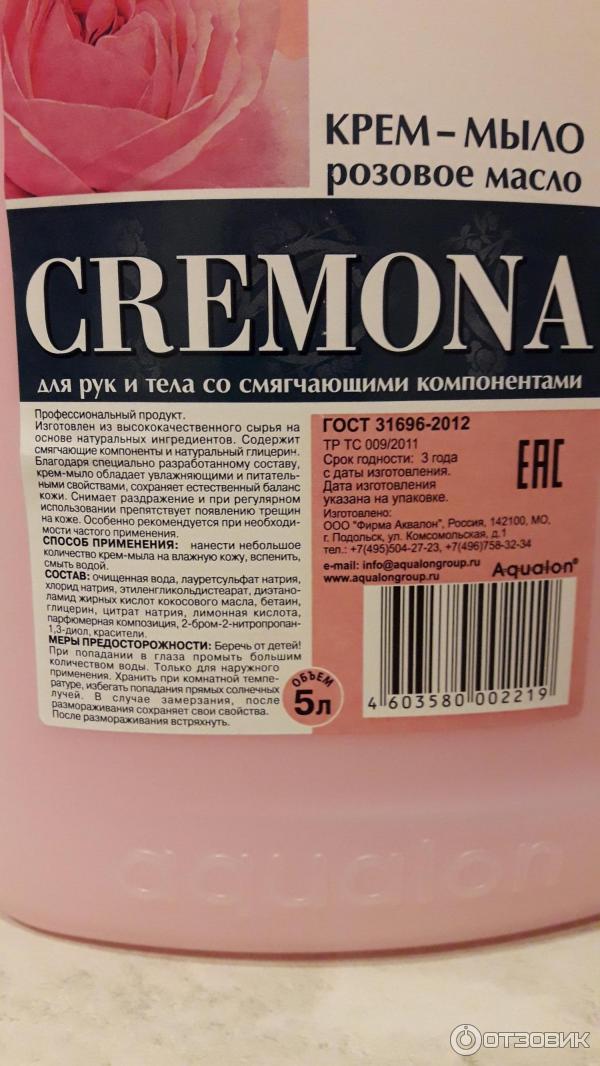 КРЕМ-МЫЛО
розовое масло
CREMONA
для рук и тела со смягчающими компонентами
Профессиональный продукт.
Изготовлен из высококачественного сырья на
основе натуральных ингредиентов. Содержит
смягчающие компоненты и натуральный глицерин.
Благодаря специально разработанному составу,
крем-мыло обладает увлажняющими и питатель-
ными свойствами, сохраняет естественный баланс
кожи. Снимает раздражение и при регулярном
использовании препятствует появлению трещин
на коже. Особенно рекомендуется при необходи-
мости частого применения.
СПОСОБ ПРИМЕНЕНИЯ: нанести небольшое
количество крем-мыла на влажную кожу, вспенить,
смыть водой.
СОСТАВ: очищенная вода, лауретсульфат натрия,
хлорид натрия, этиленгликольдистеарат, диэтано-
ламид жирных кислот кокосового масла, бетаин,
глицерин, цитрат натрия, лимонная кислота,
парфюмерная композиция, 2-бром-2-нитропропан-
1,3-диол, красители.
МЕРЫ ПРЕДОСТОРОЖНОСТИ: Беречь от детей!
При попадании в глаза промыть большим
количеством воды. Только для наружного
применения. Хранить при комнатной темпе-
ратуре, избегать попадания прямых солнечных
лучей. В случае замерзания, после
размораживания сохраняет свои свойства.
После размораживания встряхнуть.
ОБЪЕМ
5л
ГОСТ 31696-2012
ТР ТС 009/2011
Срок годности: 3 года
с даты изготовления.
Дата изготовления
указана на упаковке.
EAC
Изготовлено:
ООО "Фирма Аквалон", Россия, 142100, МО,
г. Подольск, ул. Комсомольская, д.1
тел.: +7(495)504-27-23, +7(496)758-32-34
e-mail: info@aqualongroup.ru
www.aqualongroup.ru
Aqualon®
4 603580 002219
aqualon
ОТЗОВИК